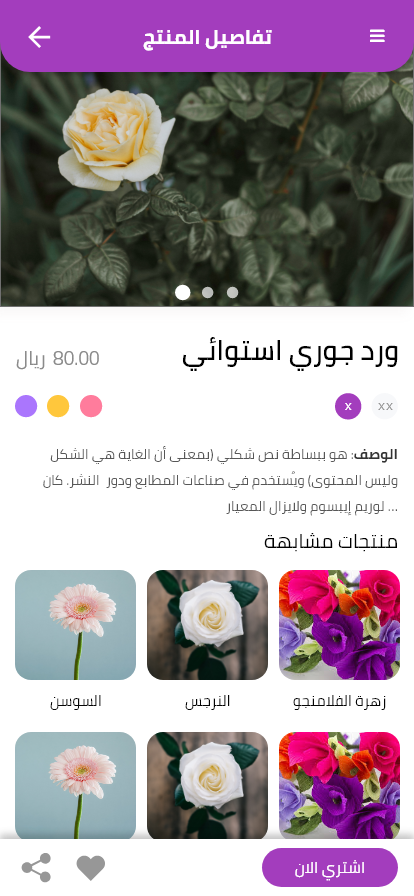 تفاصيل المنتج
ورد جوري استوائي
80.00 ريال
XX
X
الوصف: هو ببساطة نص شكلي (بمعنى أن الغاية هي الشكل
وليس المحتوى) ويُستخدم في صناعات المطابع ودور النشر. كان
لوريم إيبسوم ولايزال المعيار ...
منتجات مشابهة
زهرة الفلامنجو
النرجس
السوسن
اشتري الان